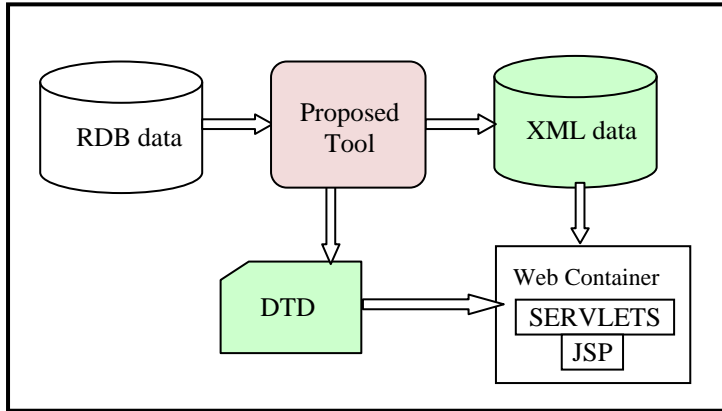 RDB data
Proposed
Tool
XML data
DTD
Web Container
SERVLETS
JSP